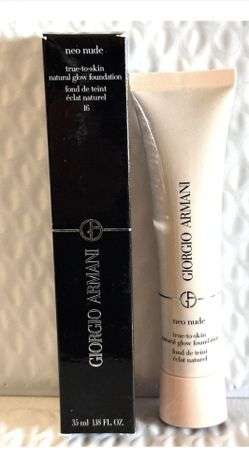 neo nude
true-to-skin
natural glow foundation
fond de teint
éclat naturel
16
GIORGIO ARMANI
35 ml 1.18 FL. OZ.
GIORGIO ARMANI
neo nude
true-to-skin
natural glow foundation
fond de teint
éclat naturel